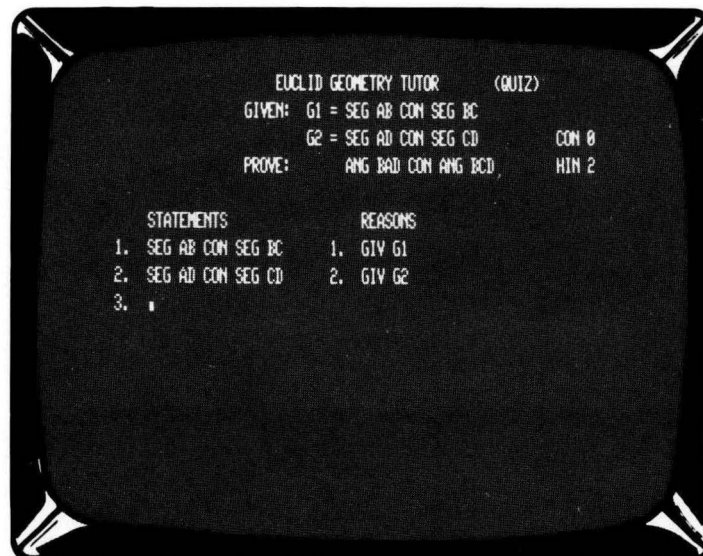 EUCLID GEOMETRY TUTOR (QUIZ)
GIVEN: G1 = SEG AB CON SEG BC
G2 = SEG AD CON SEG CD CON 0
PROVE: ANG BAD CON ANG BCD HIN 2
STATEMENTS REASONS
1. SEG AB CON SEG BC 1. GIV G1
2. SEG AD CON SEG CD 2. GIV G2
3.